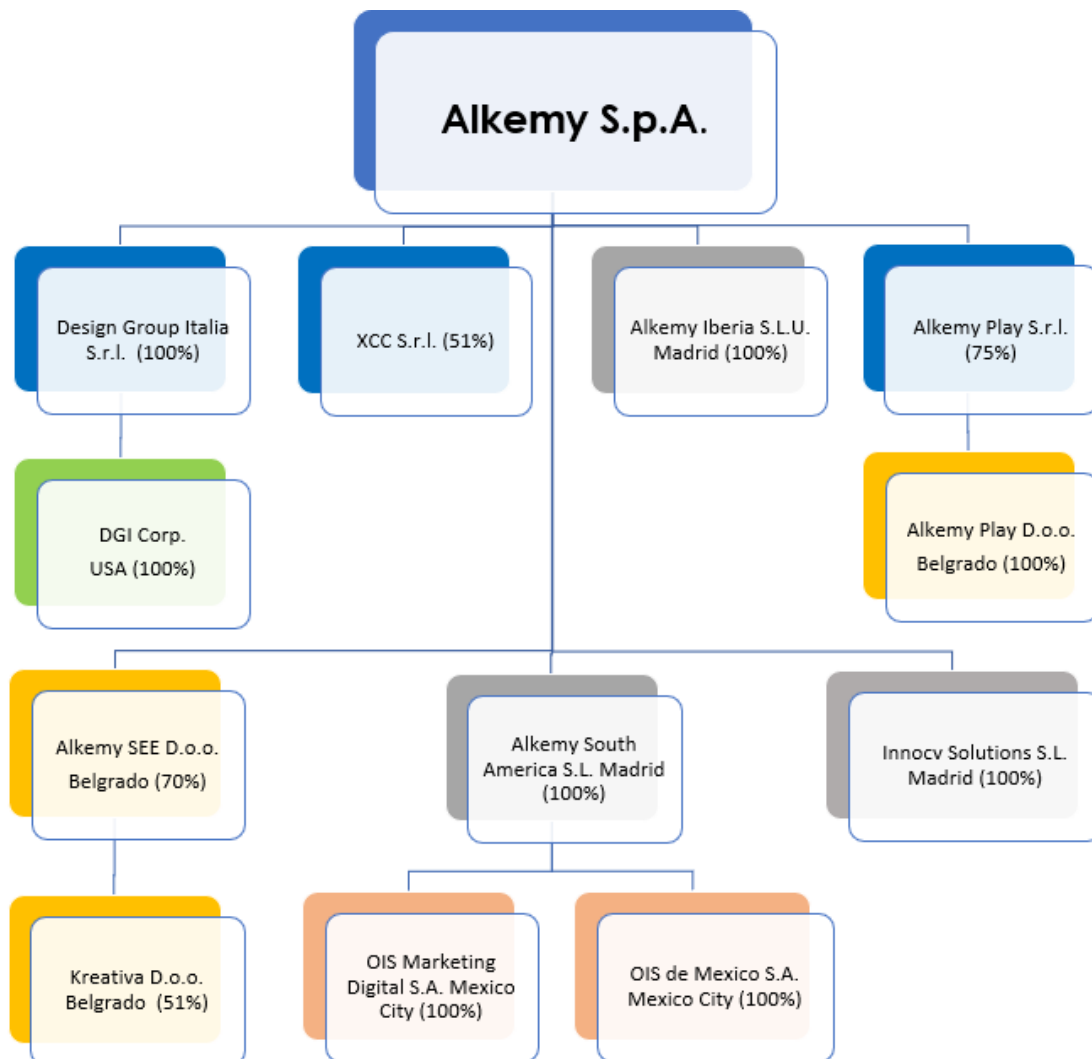 Alkemy S.p.A.
Design Group Italia
S.r.l. (100%)
XCC S.r.l. (51%)
Alkemy Iberia S.L.U.
Madrid (100%)
Alkemy Play S.r.l.
(75%)
DGI Corp.
USA (100%)
Alkemy Play D.o.o.
Belgrado (100%)
Alkemy SEE D.o.o.
Belgrado (70%)
Alkemy South
America S.L. Madrid
(100%)
Innocv Solutions S.L.
Madrid (100%)
Kreativa D.o.o.
Belgrado (51%)
OIS Marketing
Digital S.A. Mexico
City (100%)
OIS de Mexico S.A.
Mexico City (100%)